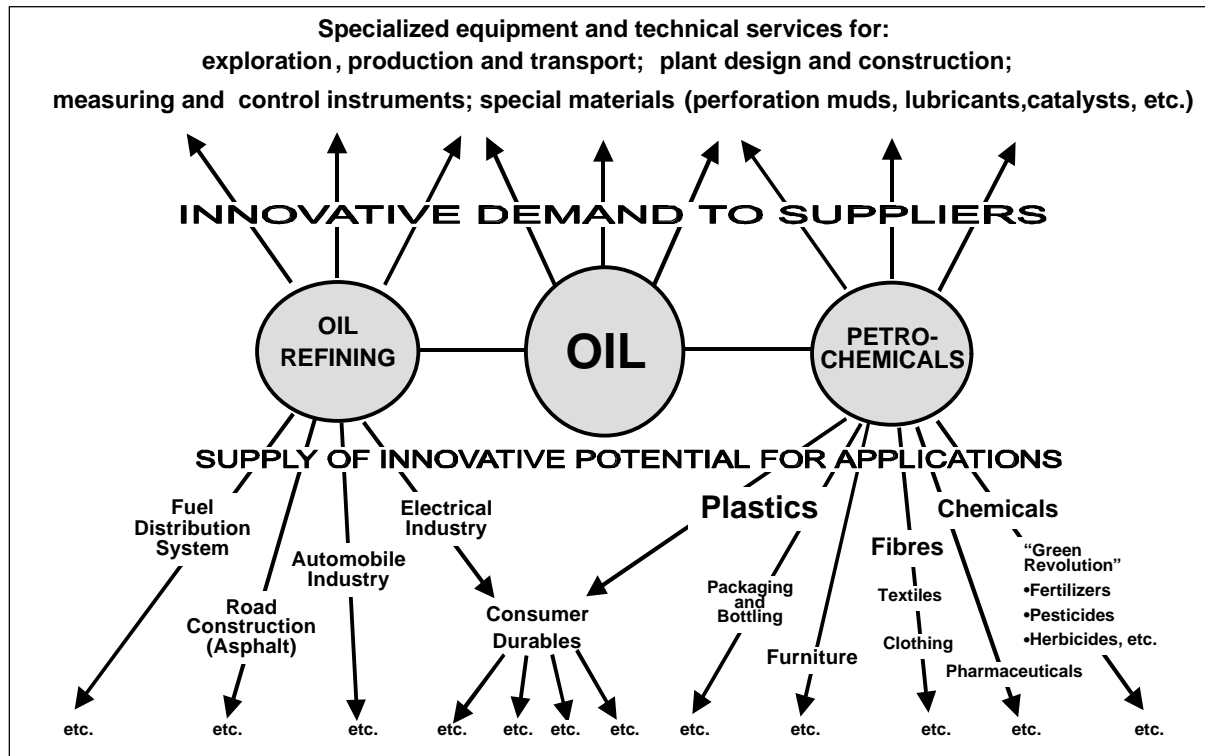 Specialized equipment and technical services for:
exploration, production and transport; plant design and construction;
measuring and control instruments; special materials (perforation muds, lubricants,catalysts, etc.)
INNOVATIVE DEMAND TO SUPPLIERS
OIL
REFINING
OIL
PETRO-
CHEMICALS
SUPPLY OF INNOVATIVE POTENTIAL FOR APPLICATIONS
Fuel
Distribution
System
Road
Construction
(Asphalt)
Automobile
Industry
Electrical
Industry
Consumer
Durables
Plastics
Packaging
and
Bottling
Furniture
Fibres
Textiles
Clothing
Chemicals
Pharmaceuticals
“Green
Revolution”
•Fertilizers
•Pesticides
•Herbicides, etc.
etc.
etc.
etc.
etc.
etc.
etc.
etc.
etc.
etc.
etc.
etc.
etc.